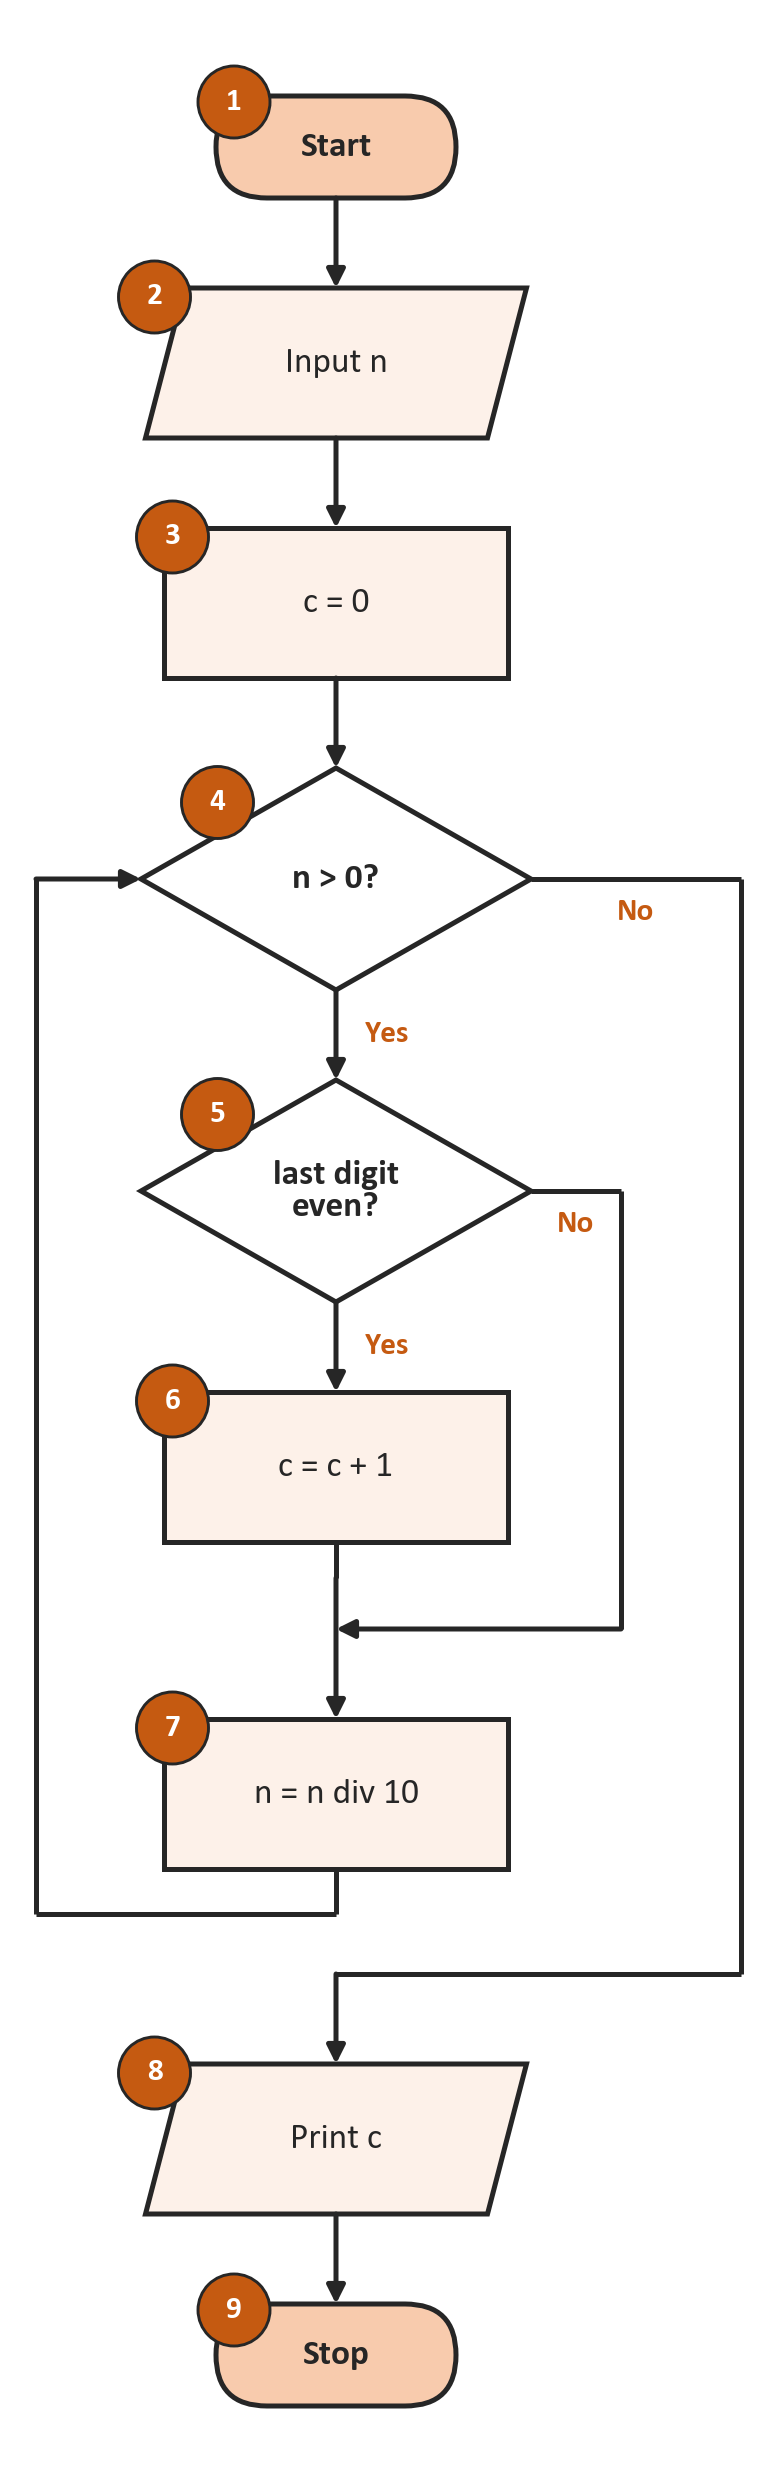 1
Start
2
Input n
3
c = 0
4
n > 0?
No
Yes
5
last digit
even?
No
Yes
6
c = c + 1
7
n = n div 10
8
Print c
9
Stop